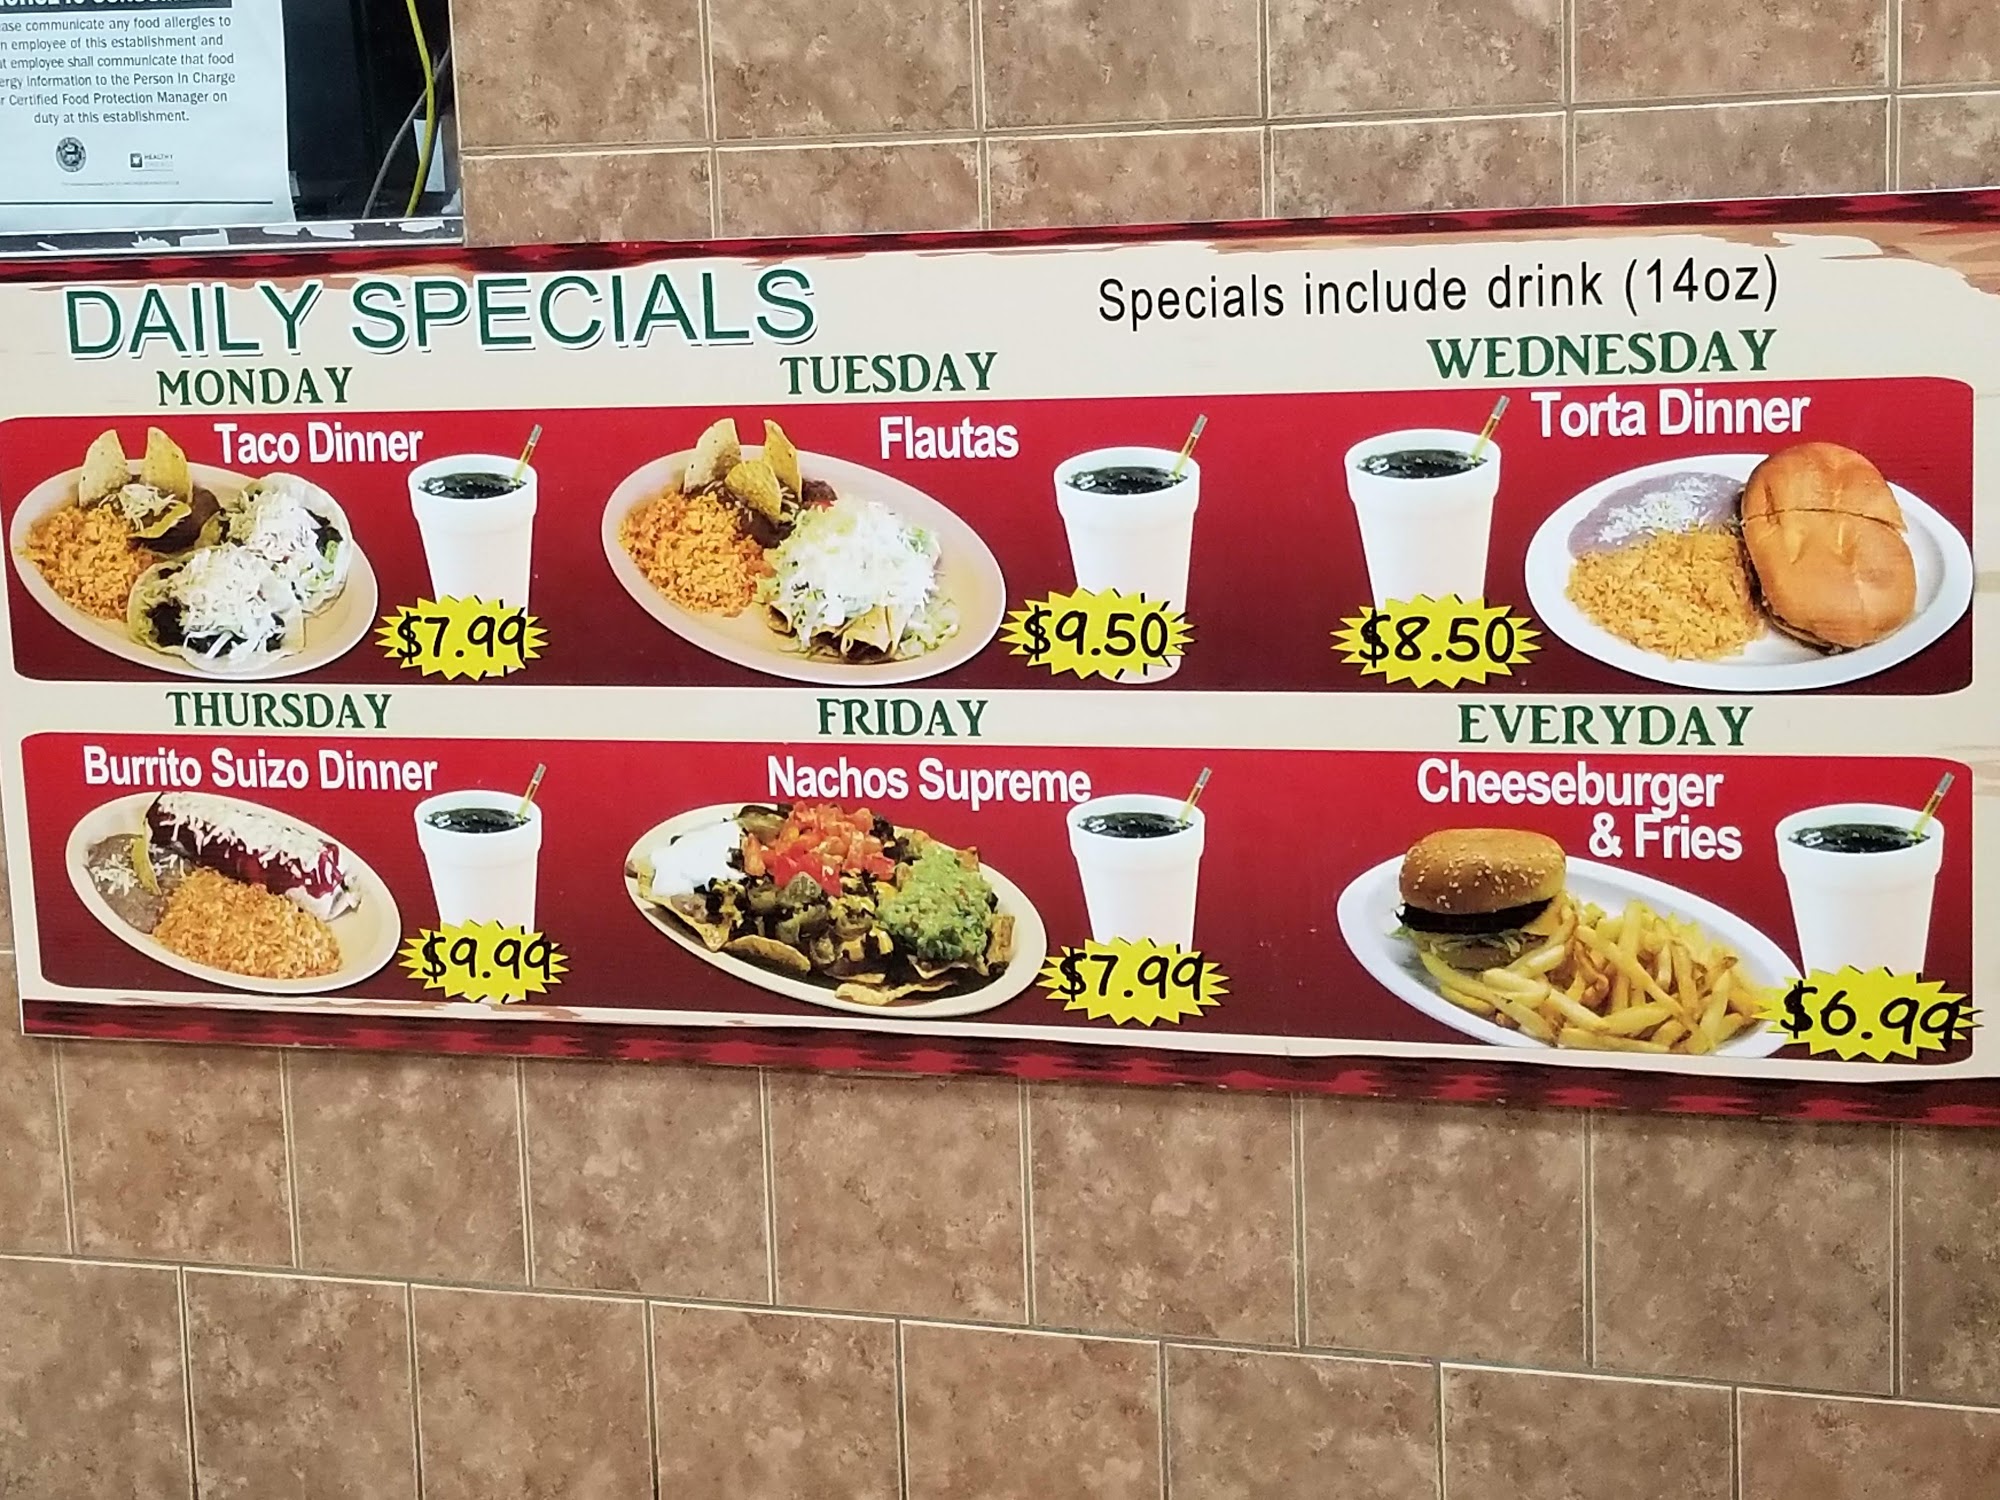 ase communicate any food allergies to
n employee of this establishment and
t employee shall communicate that food
ergy information to the Person In Charge
r Certified Food Protection Manager on
duty at this establishment.
HEALTHY
DAILY SPECIALS
Specials include drink (14oz)
MONDAY
Taco Dinner
$7.99
TUESDAY
Flautas
$9.50
WEDNESDAY
Torta Dinner
$8.50
THURSDAY
Burrito Suizo Dinner
$9.99
FRIDAY
Nachos Supreme
$7.99
EVERYDAY
Cheeseburger
& Fries
$6.99